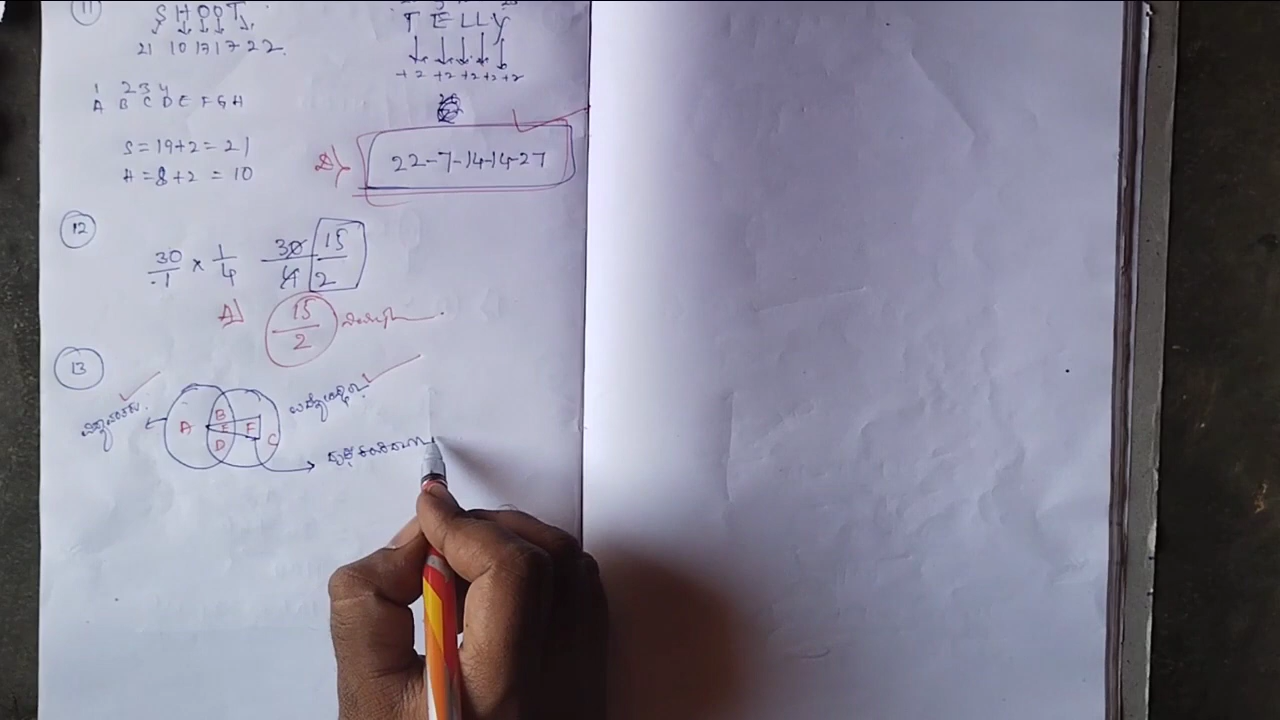 11
SHOOT
21 10 17 17 22
TELLY
+2 +2 +2 +2 +2
1 2 3 4
A B C D E F G H
S = 19+2 = 21
H = 8+2 = 10
D) 22-7-14-14-27
12
30/1 × 1/4 30/4 15/2
A) 15/2
13
A B E D F C